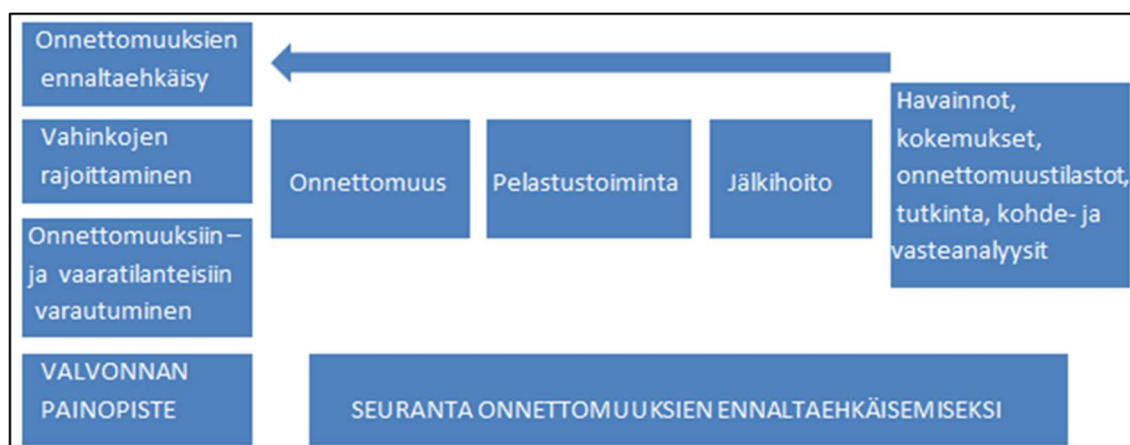 Onnettomuuksien
ennaltaehkäisy
Vahinkojen
rajoittaminen
Onnettomuuksiin –
ja vaaratilanteisiin
varautuminen
Onnettomuus
Pelastustoiminta
Jälkihoito
Havainnot,
kokemukset,
onnettomuustilastot,
tutkinta, kohde- ja
vasteanalyysit
VALVONNAN
PAINOPISTE
SEURANTA ONNETTOMUUKSIEN ENNALTAEHKÄISEMISEKSI